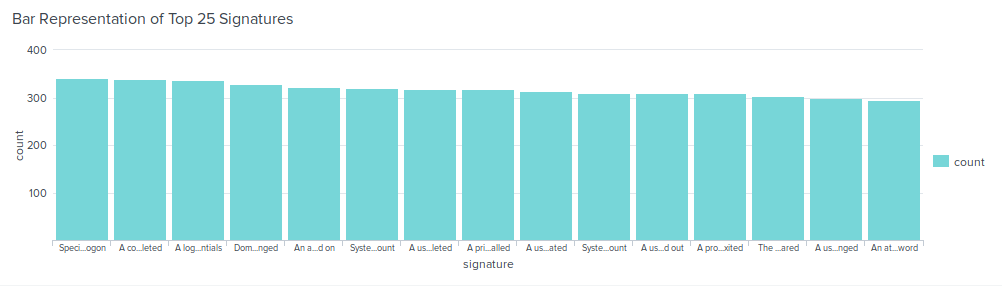 Bar Representation of Top 25 Signatures
400
300
200
100
count
Speci...ogon
A co...leted
A log...ntials
Dom...nged
An a...d on
Syste...ount
A us...leted
A pri...alled
A us...ated
Syste...ount
A us...d out
A pro...xited
The ...ared
A us...nged
An at...word
signature
count